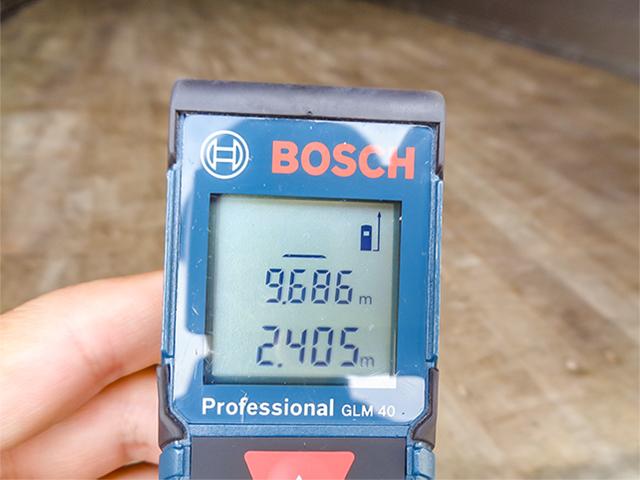 BOSCH
9.686 m
2.405 m
Professional GLM 40